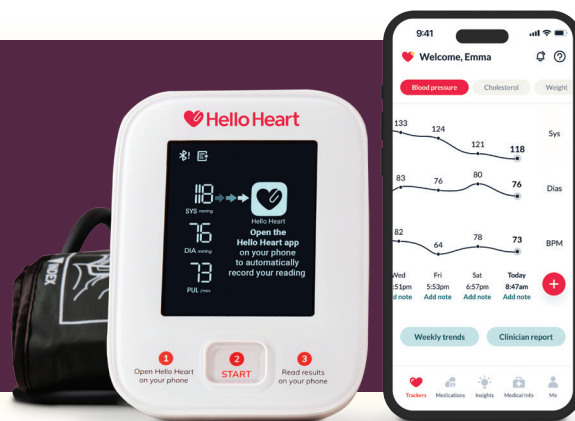 INDEX
Hello Heart
118
SYS mmHg
76
DIA mmHg
73
PUL /min
Hello Heart
Open the
Hello Heart app
on your phone
to automatically
record your reading
1
Open Hello Heart
on your phone
2
START
3
Read results
on your phone
9:41
Welcome, Emma
Blood pressure Cholesterol Weight
133 124 121 118 Sys
83 76 80 76 Dias
82 64 78 73 BPM
Wed Fri Sat Today
:51pm 5:53pm 6:57pm 8:47am
dd note Add note Add note Add note
Weekly trends Clinician report
Trackers Medications Insights Medical Info Me